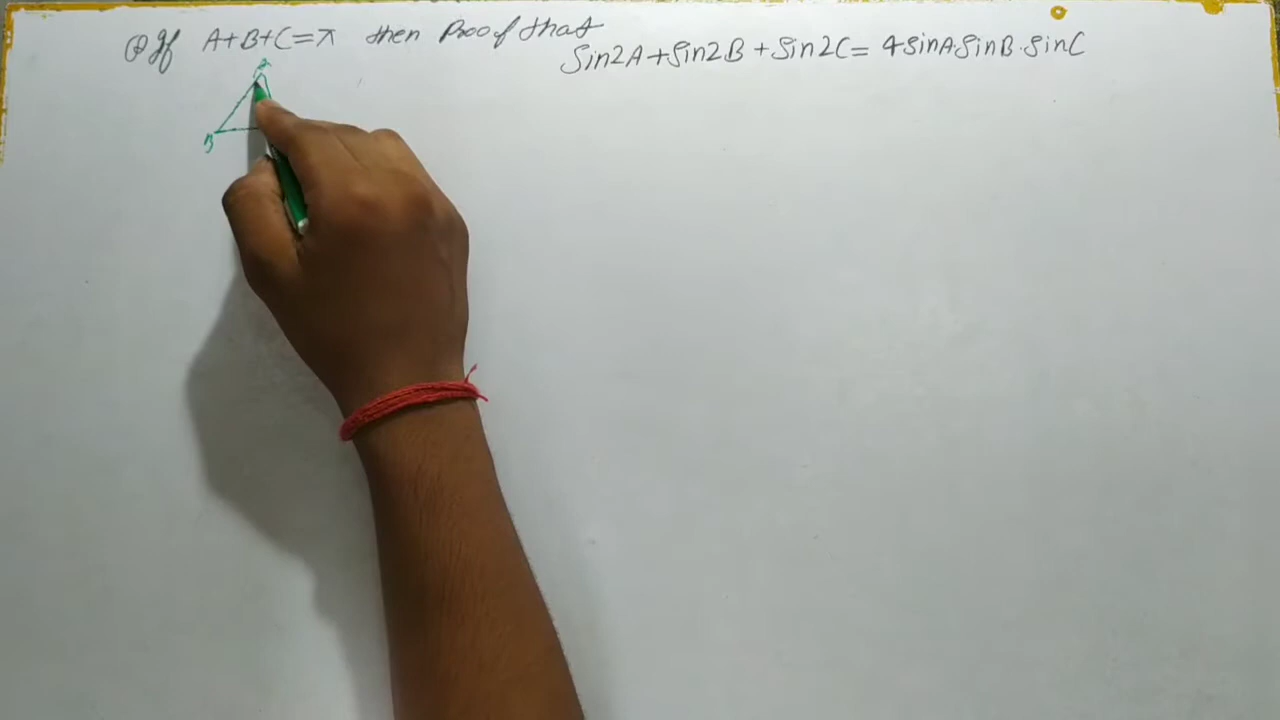 Q If A+B+C=π then Proof that
Sin2A+Sin2B+Sin2C=4SinA SinB·SinC
A
B